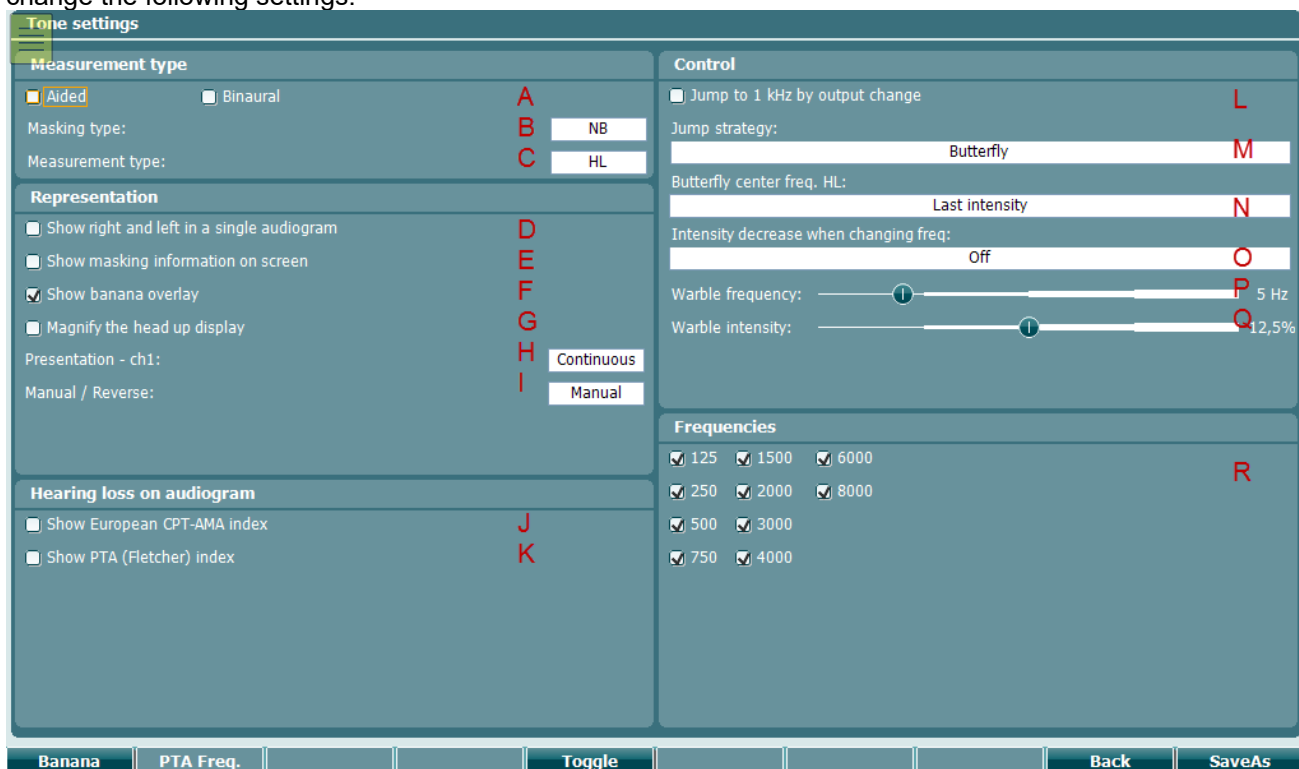 change the following settings:
Tone settings
Measurement type
Aided Binaural A
Masking type: B NB
Measurement type: C HL
Representation
Show right and left in a single audiogram D
Show masking information on screen E
Show banana overlay F
Magnify the head up display G
Presentation - ch1: H Continuous
Manual / Reverse: I Manual
Hearing loss on audiogram
Show European CPT-AMA index J
Show PTA (Fletcher) index K
Control
Jump to 1 kHz by output change L
Jump strategy:
Butterfly M
Butterfly center freq. HL:
Last intensity N
Intensity decrease when changing freq:
Off O
Warble frequency: P 5 Hz
Warble intensity: Q 12,5%
Frequencies
125 1500 6000
R
250 2000 8000
500 3000
750 4000
Banana PTA Freq. Toggle Back SaveAs